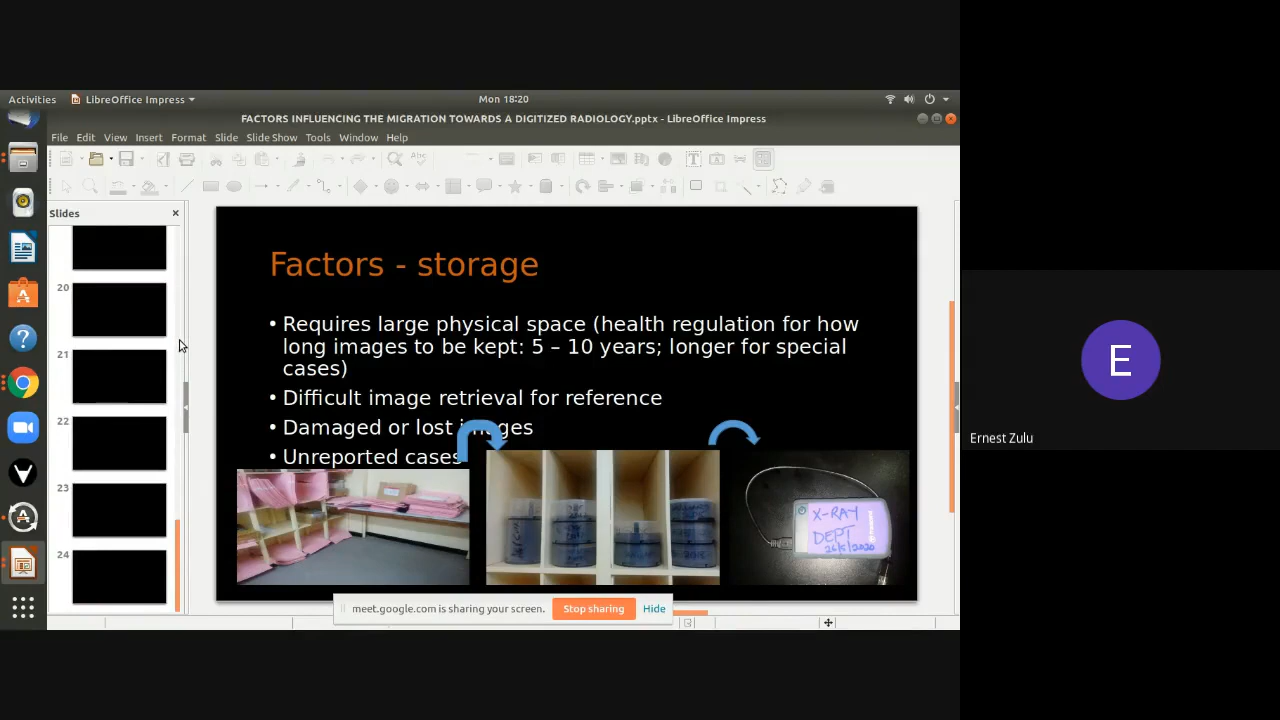 Activities LibreOffice Impress Mon 18:20
FACTORS INFLUENCING THE MIGRATION TOWARDS A DIGITIZED RADIOLOGY.pptx - LibreOffice Impress
File Edit View Insert Format Slide Slide Show Tools Window Help
Slides
20
21
22
23
24
Factors - storage
• Requires large physical space (health regulation for how
long images to be kept: 5 – 10 years; longer for special
cases)
• Difficult image retrieval for reference
• Damaged or lost images
• Unreported cases
X-RAY
DEPT
26/5/2020
meet.google.com is sharing your screen. Stop sharing Hide
E
Ernest Zulu